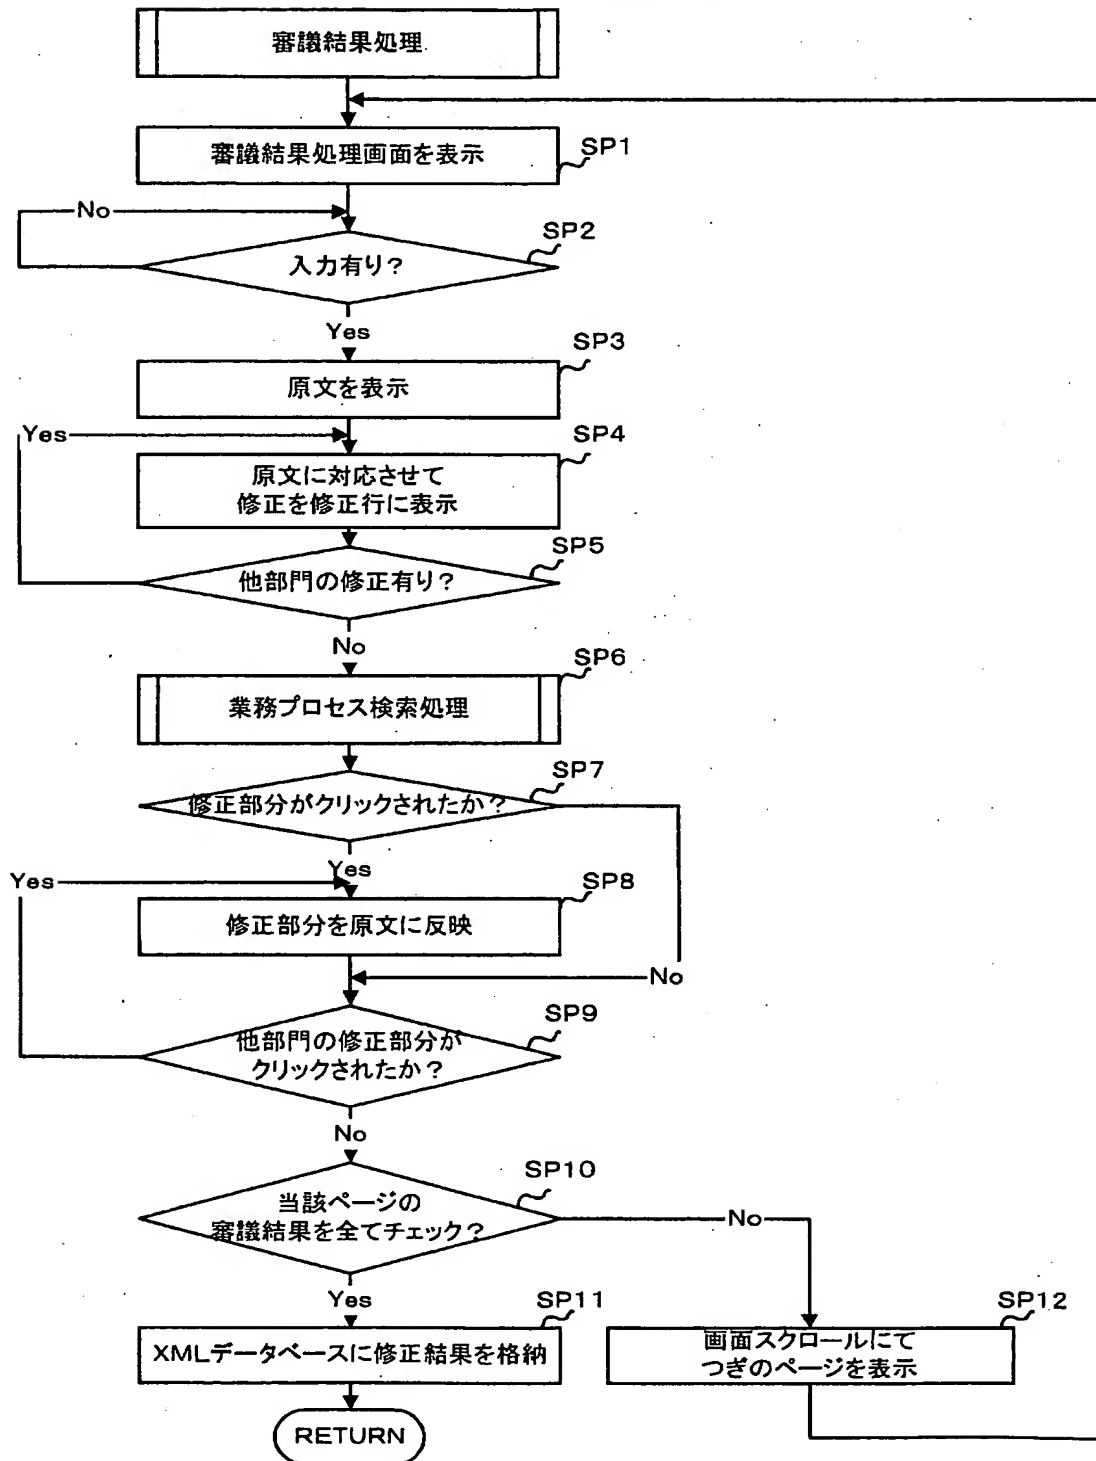 審議結果処理
審議結果処理画面を表示
SP1
No
SP2
入力有り？
Yes
SP3
原文を表示
Yes
SP4
原文に対応させて
修正を修正行に表示
SP5
他部門の修正有り？
No
SP6
業務プロセス検索処理
SP7
修正部分がクリックされたか？
Yes
Yes
SP8
修正部分を原文に反映
No
SP9
他部門の修正部分が
クリックされたか？
No
SP10
当該ページの
審議結果を全てチェック？
No
Yes
SP11
SP12
XMLデータベースに修正結果を格納
画面スクロールにて
つぎのページを表示
RETURN